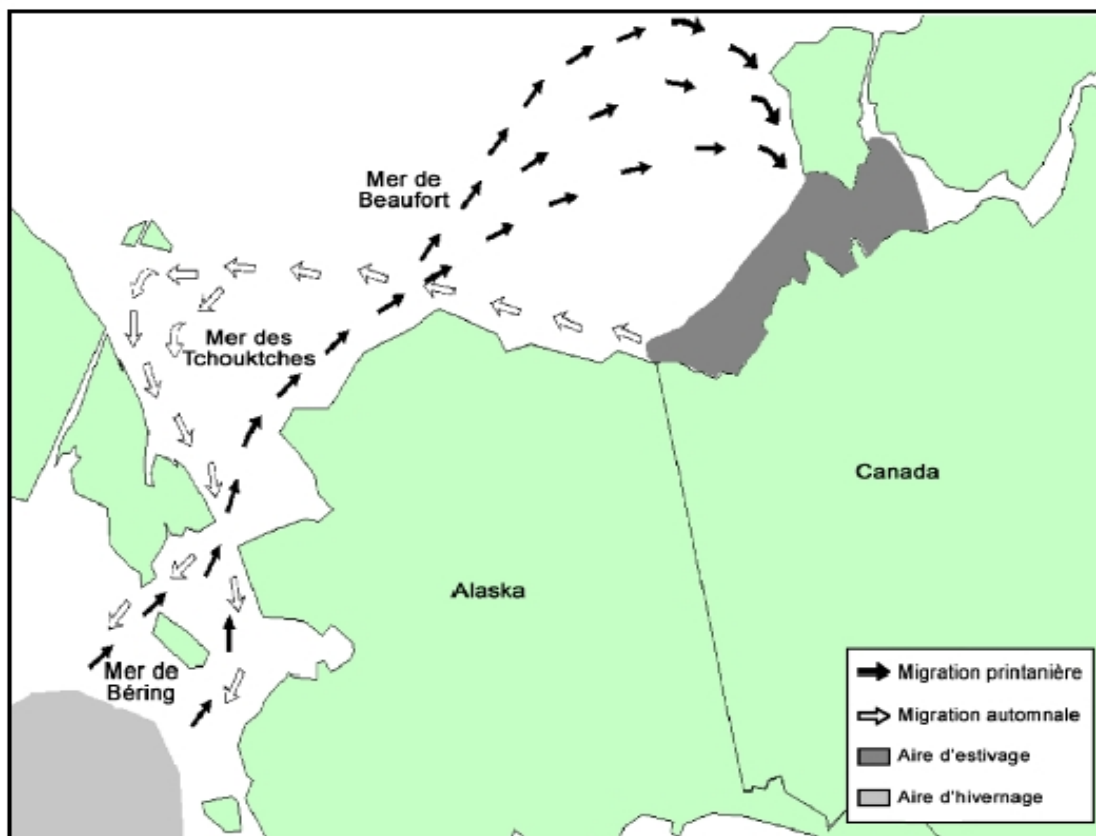 Mer de
Beaufort
Mer des
Tchouktches
Canada
Alaska
Mer de
Béring
Migration printanière
Migration automnale
Aire d'estivage
Aire d'hivernage